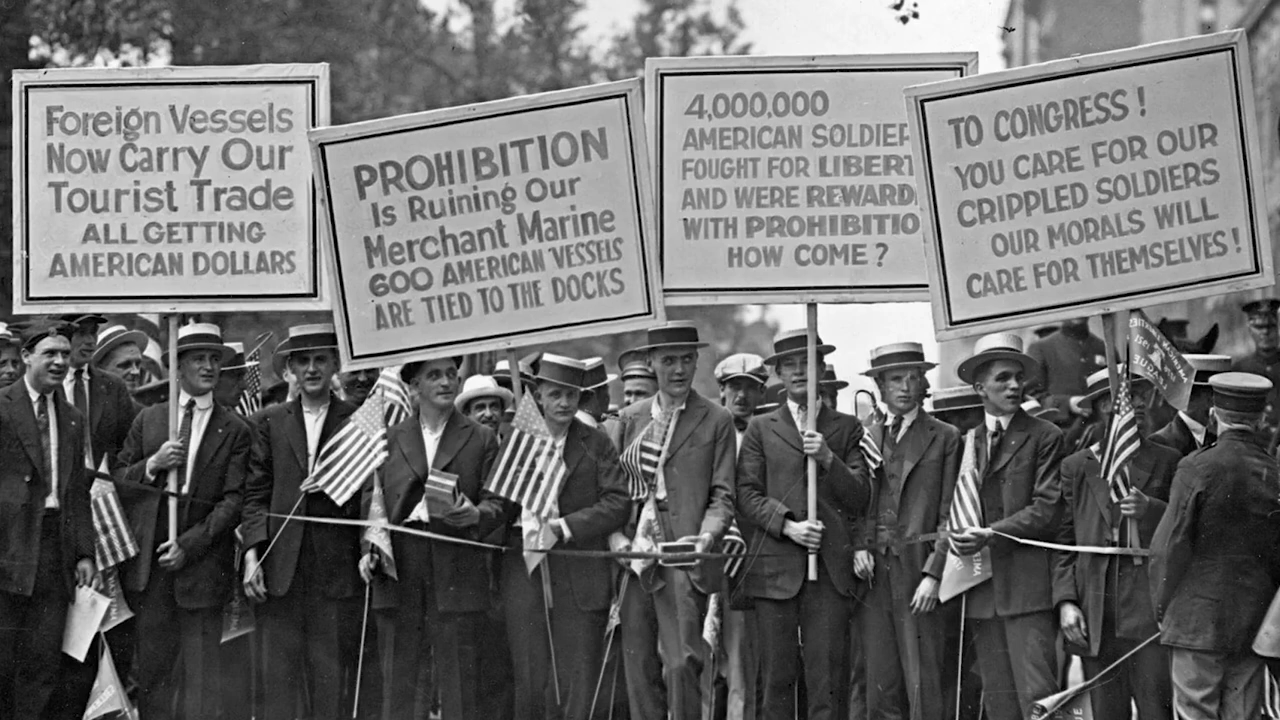 Foreign Vessels
Now Carry Our
Tourist Trade
ALL GETTING
AMERICAN DOLLARS
PROHIBITION
Is Ruining Our
Merchant Marine
600 AMERICAN VESSELS
ARE TIED TO THE DOCKS
4,000,000
AMERICAN SOLDIER
FOUGHT FOR LIBERT
AND WERE REWARD
WITH PROHIBITIO
HOW COME?
TO CONGRESS!
YOU CARE FOR OUR
CRIPPLED SOLDIERS
OUR MORALS WILL
CARE FOR THEMSELVES!